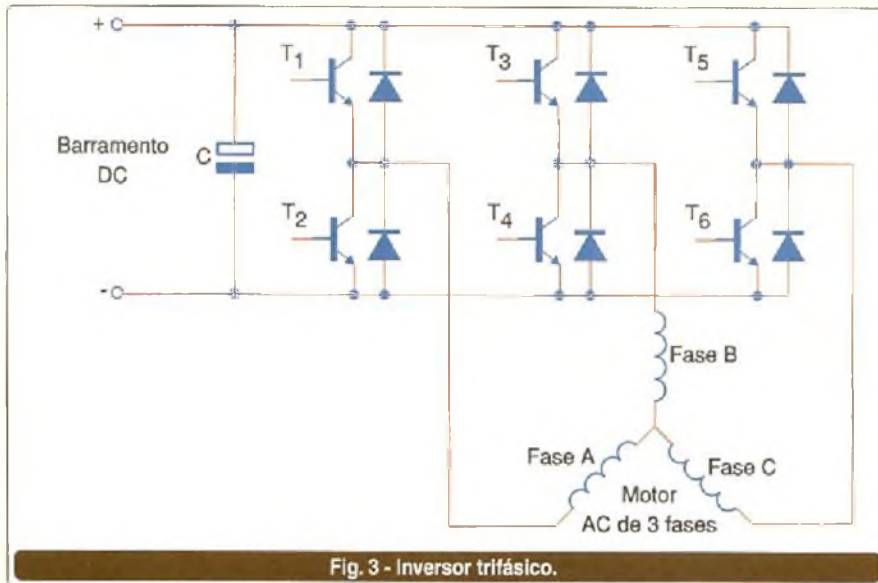 +
T1
T3
T5
Barramento
DC
C
T2
T4
T6
-
Fase B
Fase A
Fase C
Motor
AC de 3 fases
Fig. 3 - Inversor trifásico.